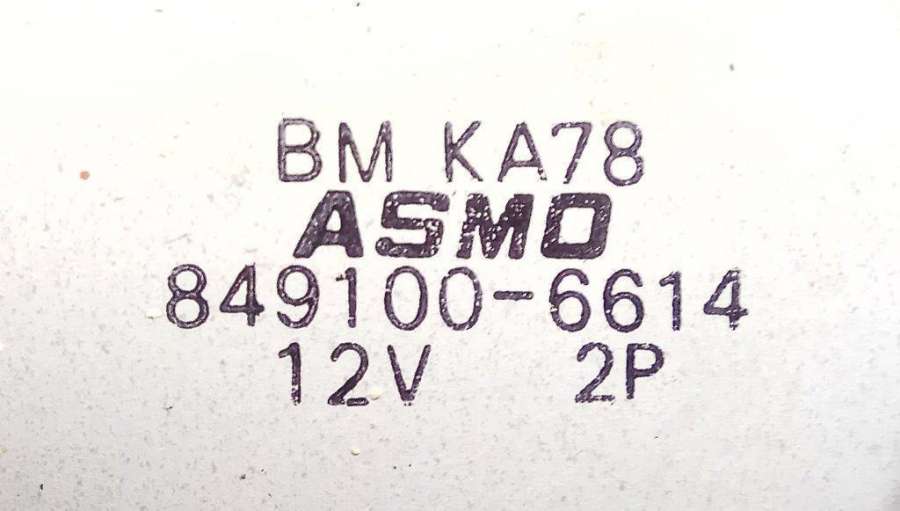 BM KA78
ASMO
849100-6614
12V 2P